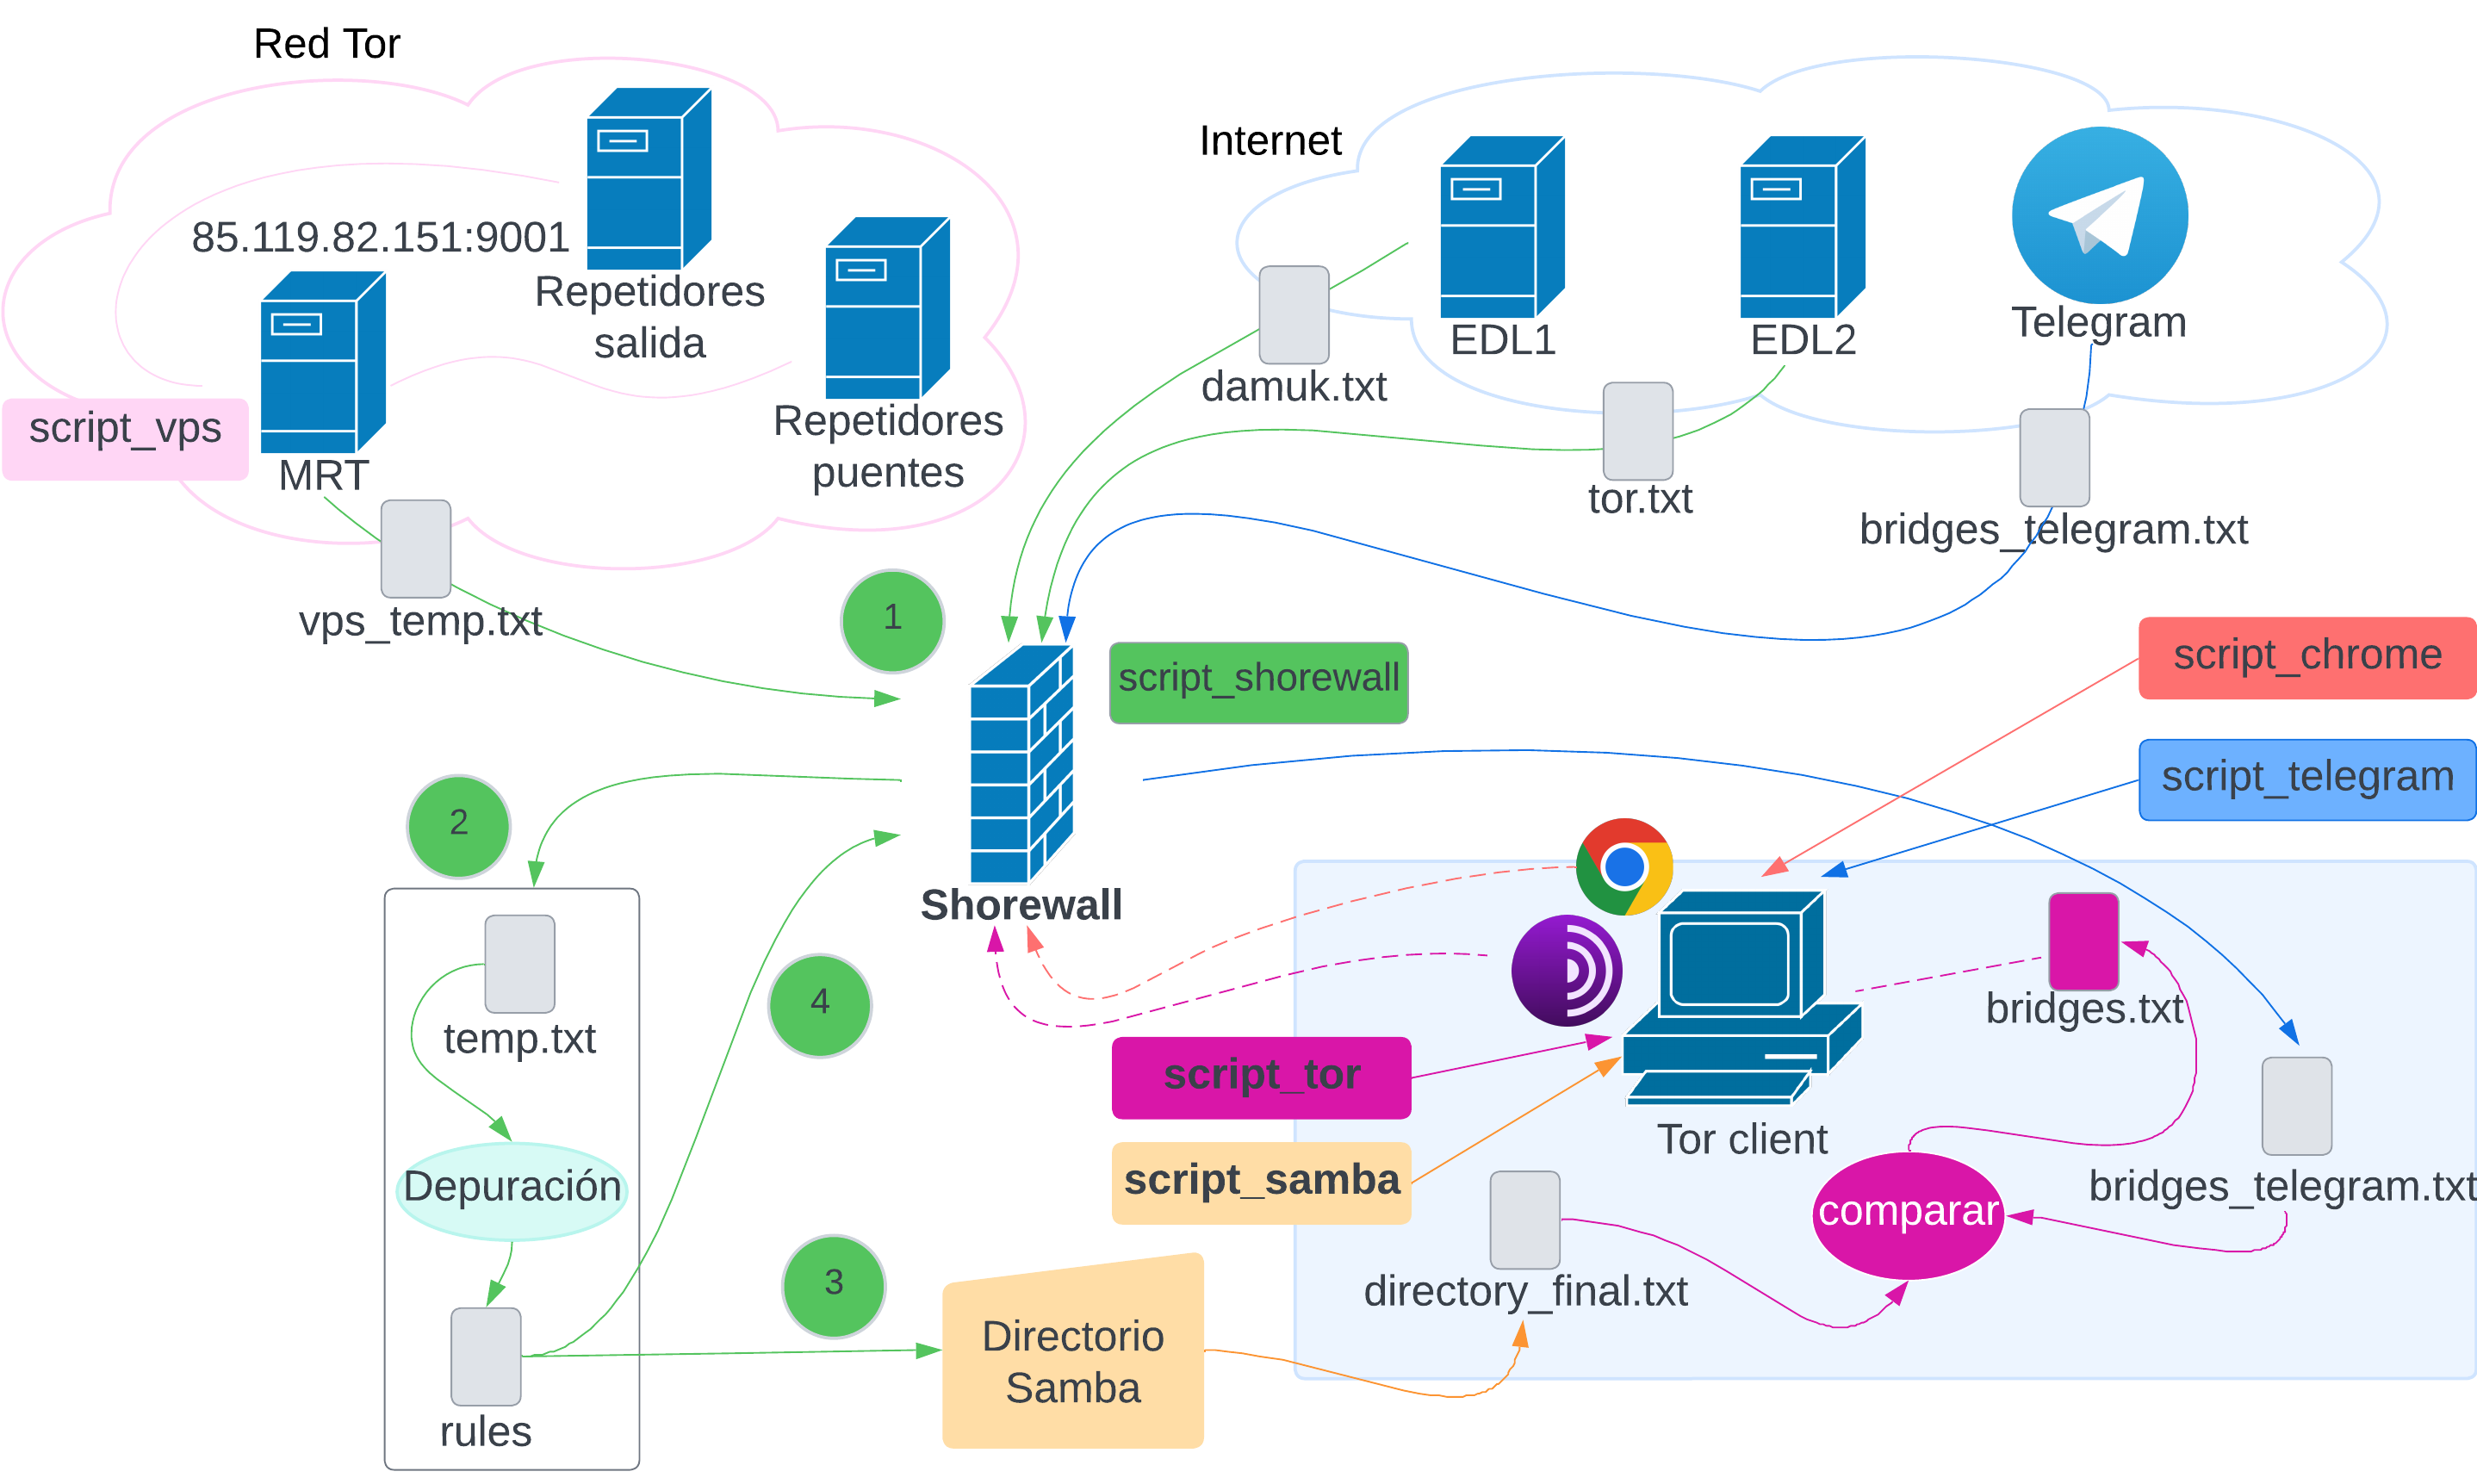 Red Tor
Internet
85.119.82.151:9001
Repetidores
salida
EDL1
EDL2
Telegram
damuk.txt
script_vps
MRT
Repetidores
puentes
tor.txt
bridges_telegram.txt
vps_temp.txt
1
script_shorewall
script_chrome
script_telegram
2
Shorewall
4
temp.txt
bridges.txt
script_tor
Tor client
Depuración
script_samba
comparar
bridges_telegram.txt
3
directory_final.txt
Directorio
Samba
rules